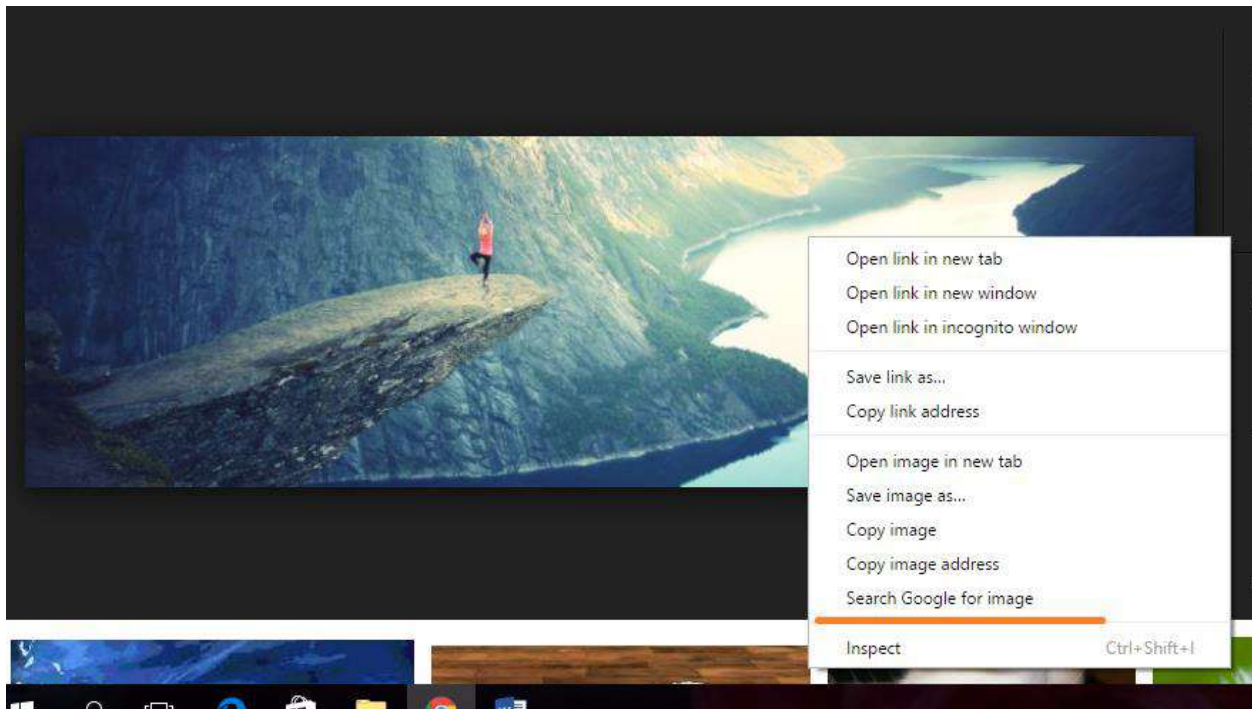 Open link in new tab
Open link in new window
Open link in incognito window
Save link as...
Copy link address
Open image in new tab
Save image as...
Copy image
Copy image address
Search Google for image
Inspect Ctrl+Shift+I